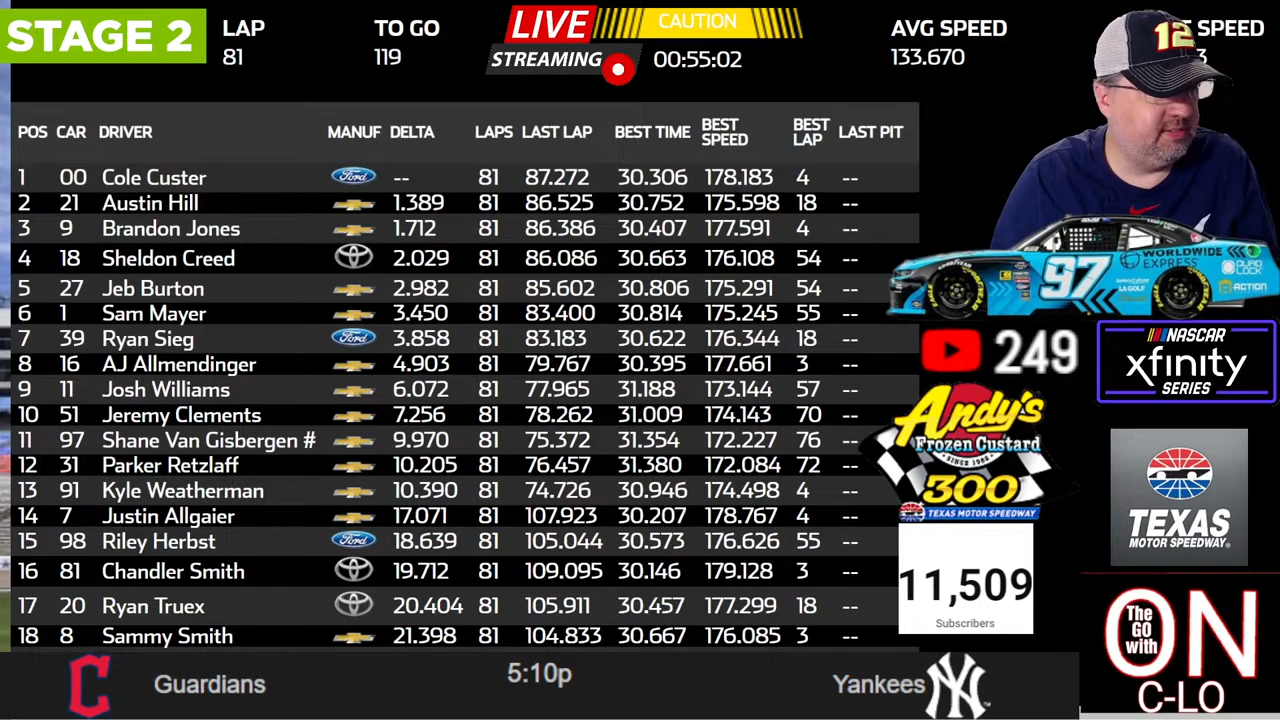 STAGE 2
LAP
81
TO GO
119
LIVE
STREAMING
CAUTION
00:55:02
AVG SPEED
133.670
SPEED
3
12
POS CAR DRIVER MANUF DELTA LAPS LAST LAP BEST TIME BEST SPEED BEST LAP LAST PIT
1 00 Cole Custer Ford -- 81 87.272 30.306 178.183 4 --
2 21 Austin Hill 1.389 81 86.525 30.752 175.598 18 --
3 9 Brandon Jones 1.712 81 86.386 30.407 177.591 4 --
4 18 Sheldon Creed 2.029 81 86.086 30.663 176.108 54 --
5 27 Jeb Burton 2.982 81 85.602 30.806 175.291 54 --
6 1 Sam Mayer 3.450 81 83.400 30.814 175.245 55 --
7 39 Ryan Sieg Ford 3.858 81 83.183 30.622 176.344 18 --
8 16 AJ Allmendinger 4.903 81 79.767 30.395 177.661 3 --
9 11 Josh Williams 6.072 81 77.965 31.188 173.144 57 --
10 51 Jeremy Clements 7.256 81 78.262 31.009 174.143 70 --
11 97 Shane Van Gisbergen # 9.970 81 75.372 31.354 172.227 76 --
12 31 Parker Retzlaff 10.205 81 76.457 31.380 172.084 72 --
13 91 Kyle Weatherman 10.390 81 74.726 30.946 174.498 4 --
14 7 Justin Allgaier 17.071 81 107.923 30.207 178.767 4 --
15 98 Riley Herbst Ford 18.639 81 105.044 30.573 176.626 55 --
16 81 Chandler Smith 19.712 81 109.095 30.146 179.128 3 --
17 20 Ryan Truex 20.404 81 105.911 30.457 177.299 18 --
18 8 Sammy Smith 21.398 81 104.833 30.667 176.085 3 --
WORLDWIDE
EXPRESS
QUAD
LOCK
ACTION
LA GOLF
97
249
NASCAR
xfinity
SERIES
Andy's
Frozen Custard
SINCE 1986
300
TEXAS MOTOR SPEEDWAY
TEXAS
MOTOR SPEEDWAY
11,509
Subscribers
The
GO
with
ON
C-LO
C Guardians
5:10p
Yankees NY